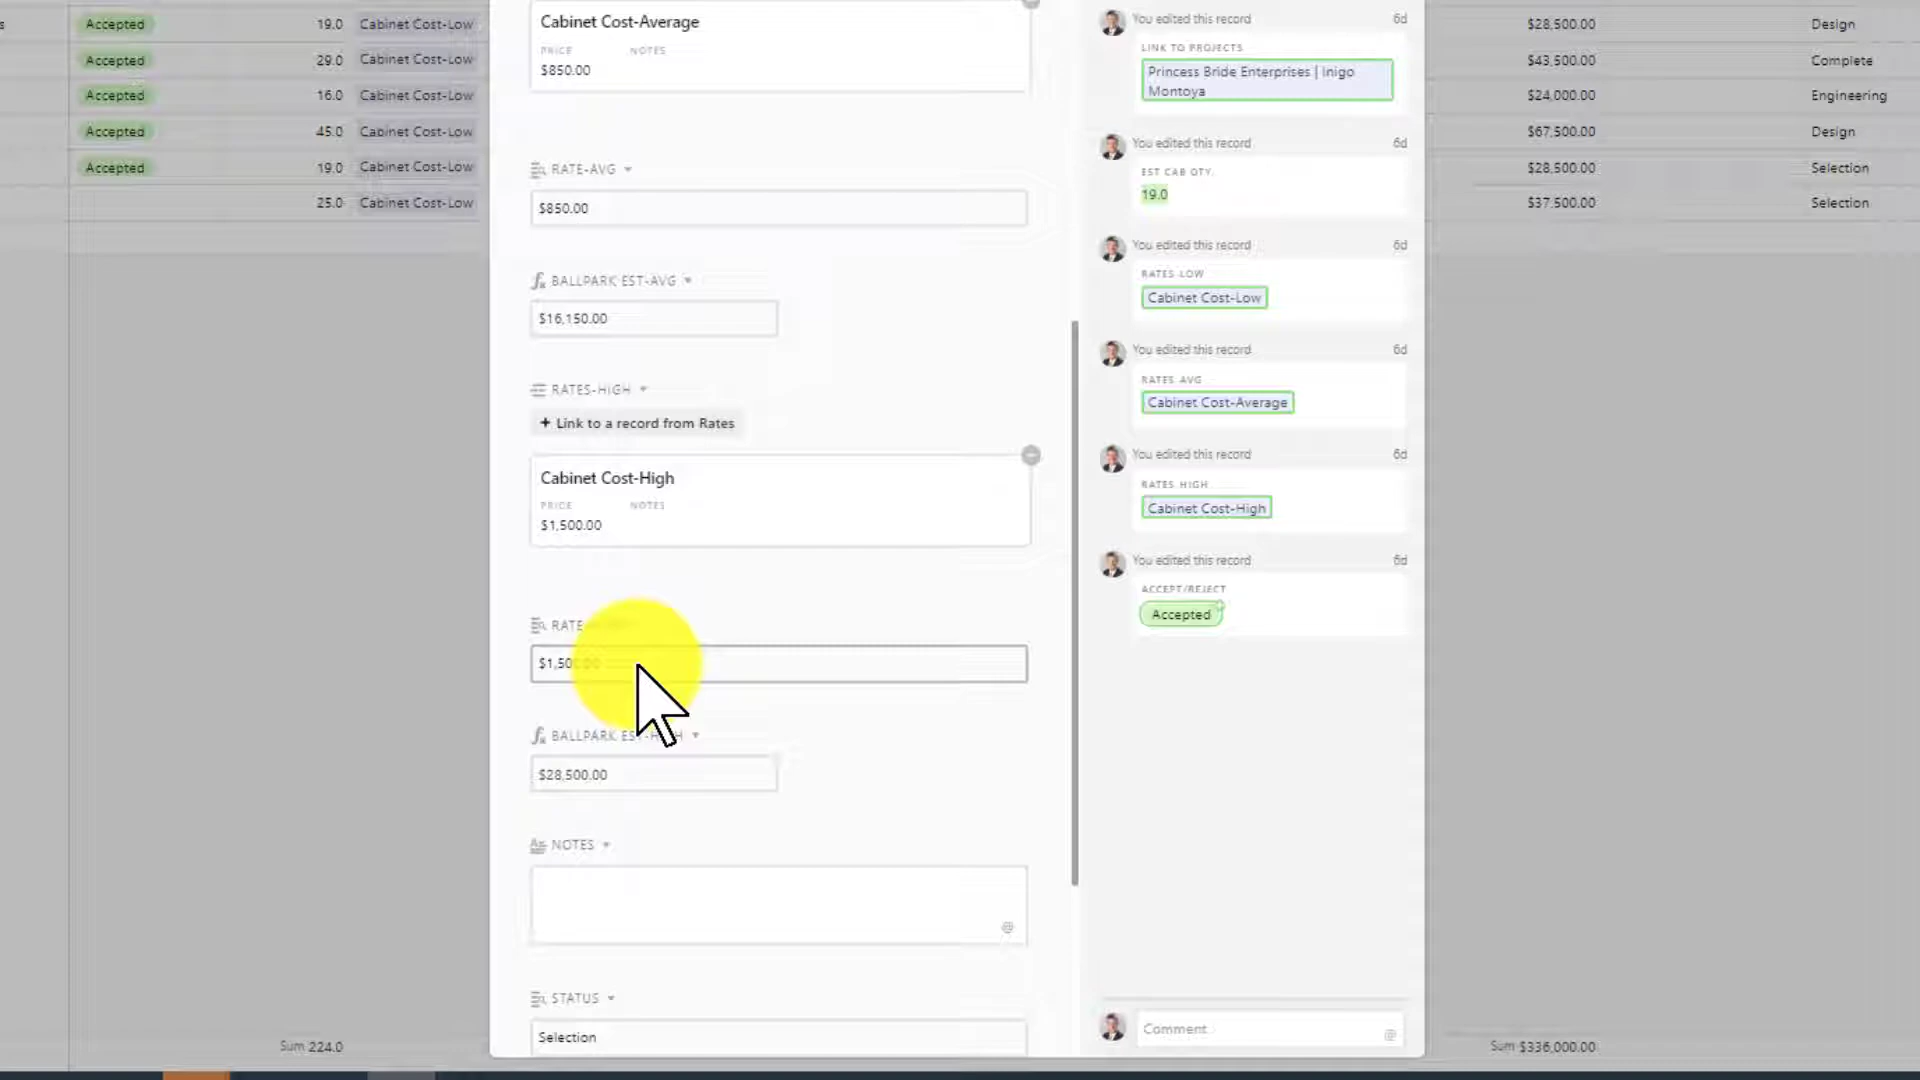 s
Accepted
19.0
Cabinet Cost-Low
Accepted
29.0
Cabinet Cost-Low
Accepted
16.0
Cabinet Cost-Low
Accepted
45.0
Cabinet Cost-Low
Accepted
19.0
Cabinet Cost-Low
25.0
Cabinet Cost-Low
Sum 224.0
Cabinet Cost-Average
PRICE NOTES
$850.00
RATE-AVG
$850.00
BALLPARK EST-AVG
$16,150.00
RATES-HIGH
+ Link to a record from Rates
Cabinet Cost-High
PRICE NOTES
$1,500.00
RATE
$1,500.00
BALLPARK EST-HIGH
$28,500.00
NOTES
@
STATUS
Selection
You edited this record 6d
LINK TO PROJECTS
Princess Bride Enterprises | Inigo
Montoya
You edited this record 6d
EST CAB QTY.
19.0
You edited this record 6d
RATES-LOW
Cabinet Cost-Low
You edited this record 6d
RATES-AVG
Cabinet Cost-Average
You edited this record 6d
RATES-HIGH
Cabinet Cost-High
You edited this record 6d
ACCEPT/REJECT
Accepted
Comment
@
$28,500.00 Design
$43,500.00 Complete
$24,000.00 Engineering
$67,500.00 Design
$28,500.00 Selection
$37,500.00 Selection
Sum $336,000.00